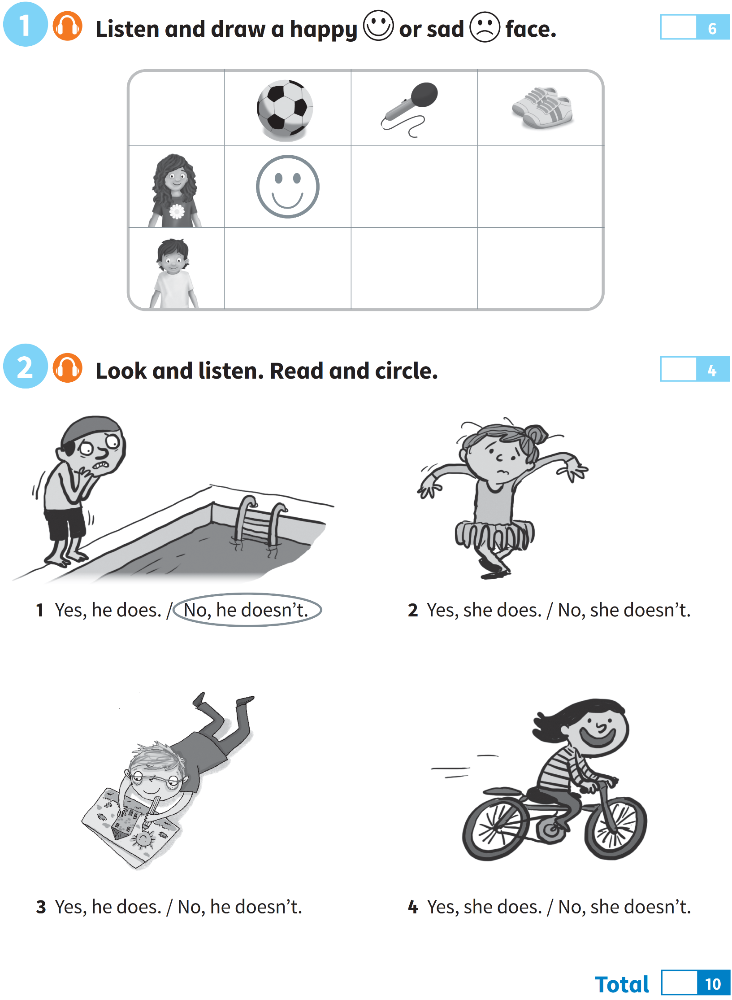 1 Listen and draw a happy or sad face. 6
2 Look and listen. Read and circle. 4
1 Yes, he does. / No, he doesn't.
2 Yes, she does. / No, she doesn't.
3 Yes, he does. / No, he doesn't.
4 Yes, she does. / No, she doesn't.
Total 10